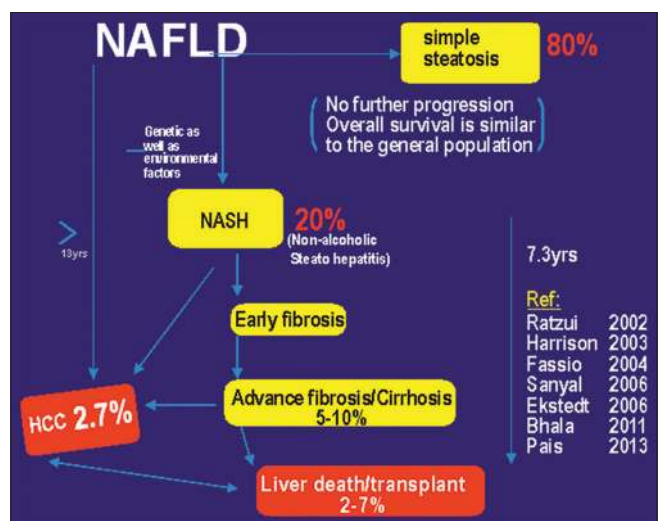 NAFLD
simple
steatosis
80%
(No further progression
Overall survival is similar
to the general population)
Genetic as
well as
environmental
factors
NASH
20%
(Non-alcoholic
Steato hepatitis)
>
13yrs
7.3yrs
Early fibrosis
Ref:
Ratzui 2002
Harrison 2003
Fassio 2004
Sanyal 2006
Ekstedt 2006
Bhala 2011
Pais 2013
HCC 2.7%
Advance fibrosis/Cirrhosis
5-10%
Liver death/transplant
2-7%